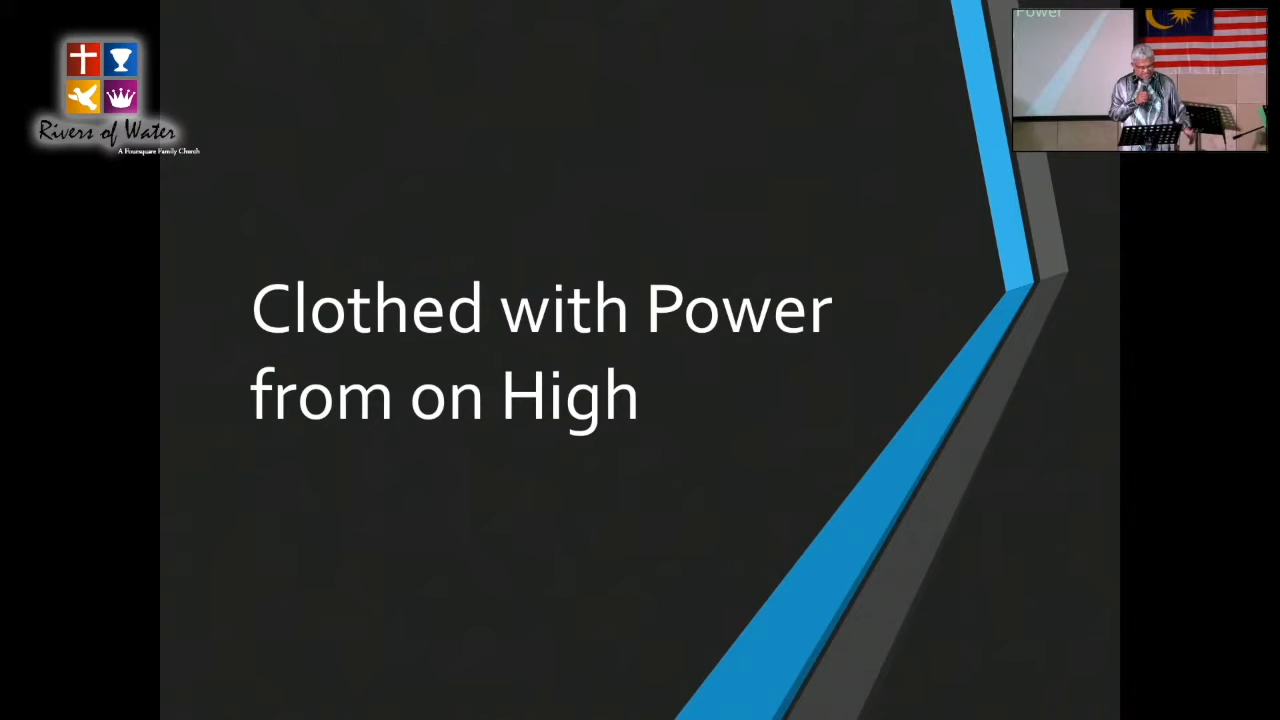 Rivers of Water
A Foursquare Family Church
Power
Clothed with Power
from on High